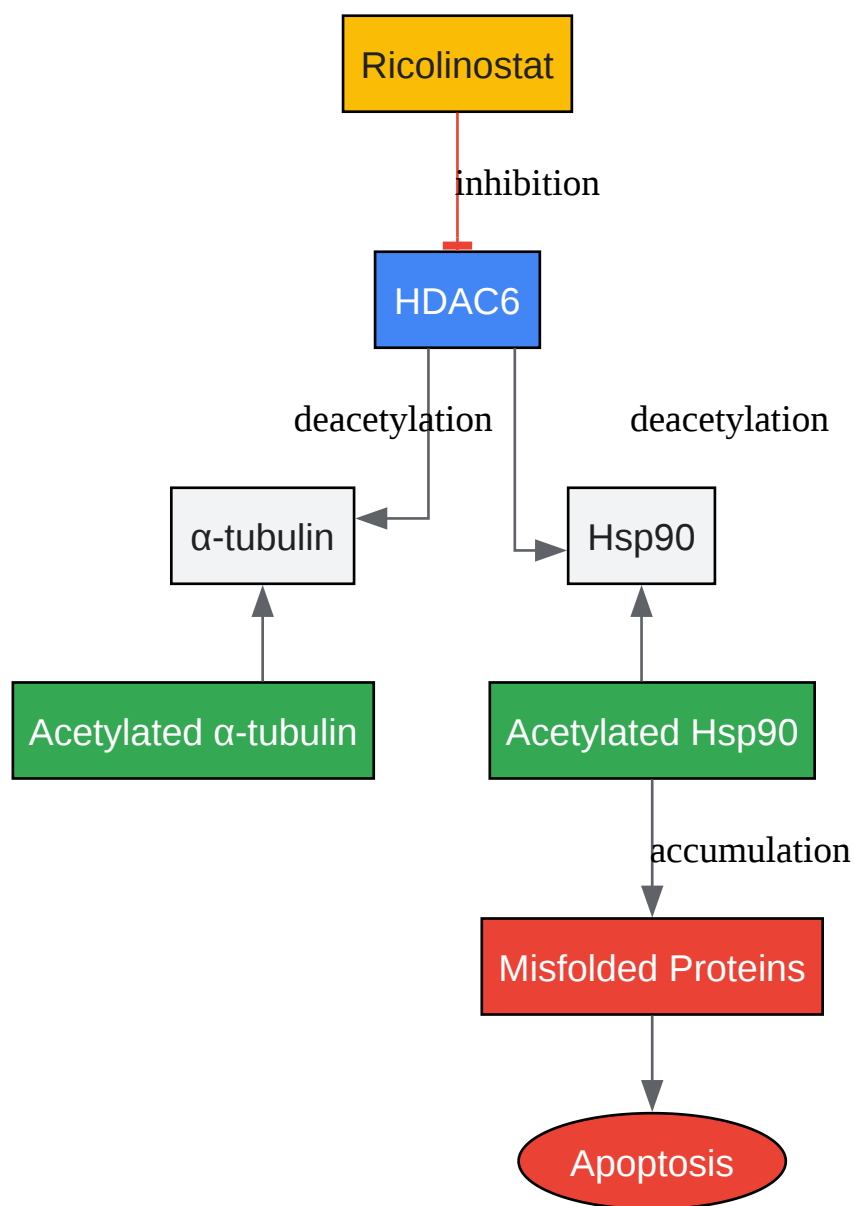 Ricolinostat
inhibition
HDAC6
deacetylation
deacetylation
α-tubulin
Hsp90
Acetylated α-tubulin
Acetylated Hsp90
accumulation
Misfolded Proteins
Apoptosis